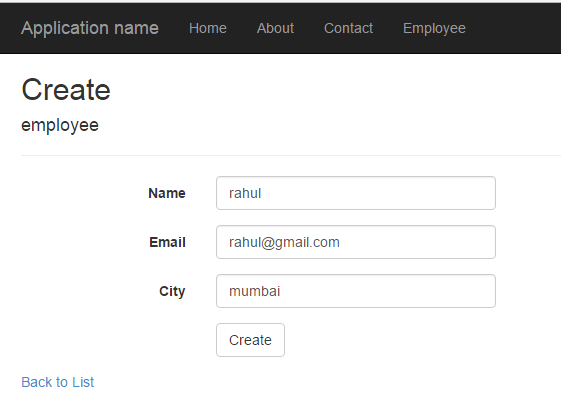 Application name Home About Contact Employee
Create
employee
Name rahul
Email rahul@gmail.com
City mumbai
Create
Back to List